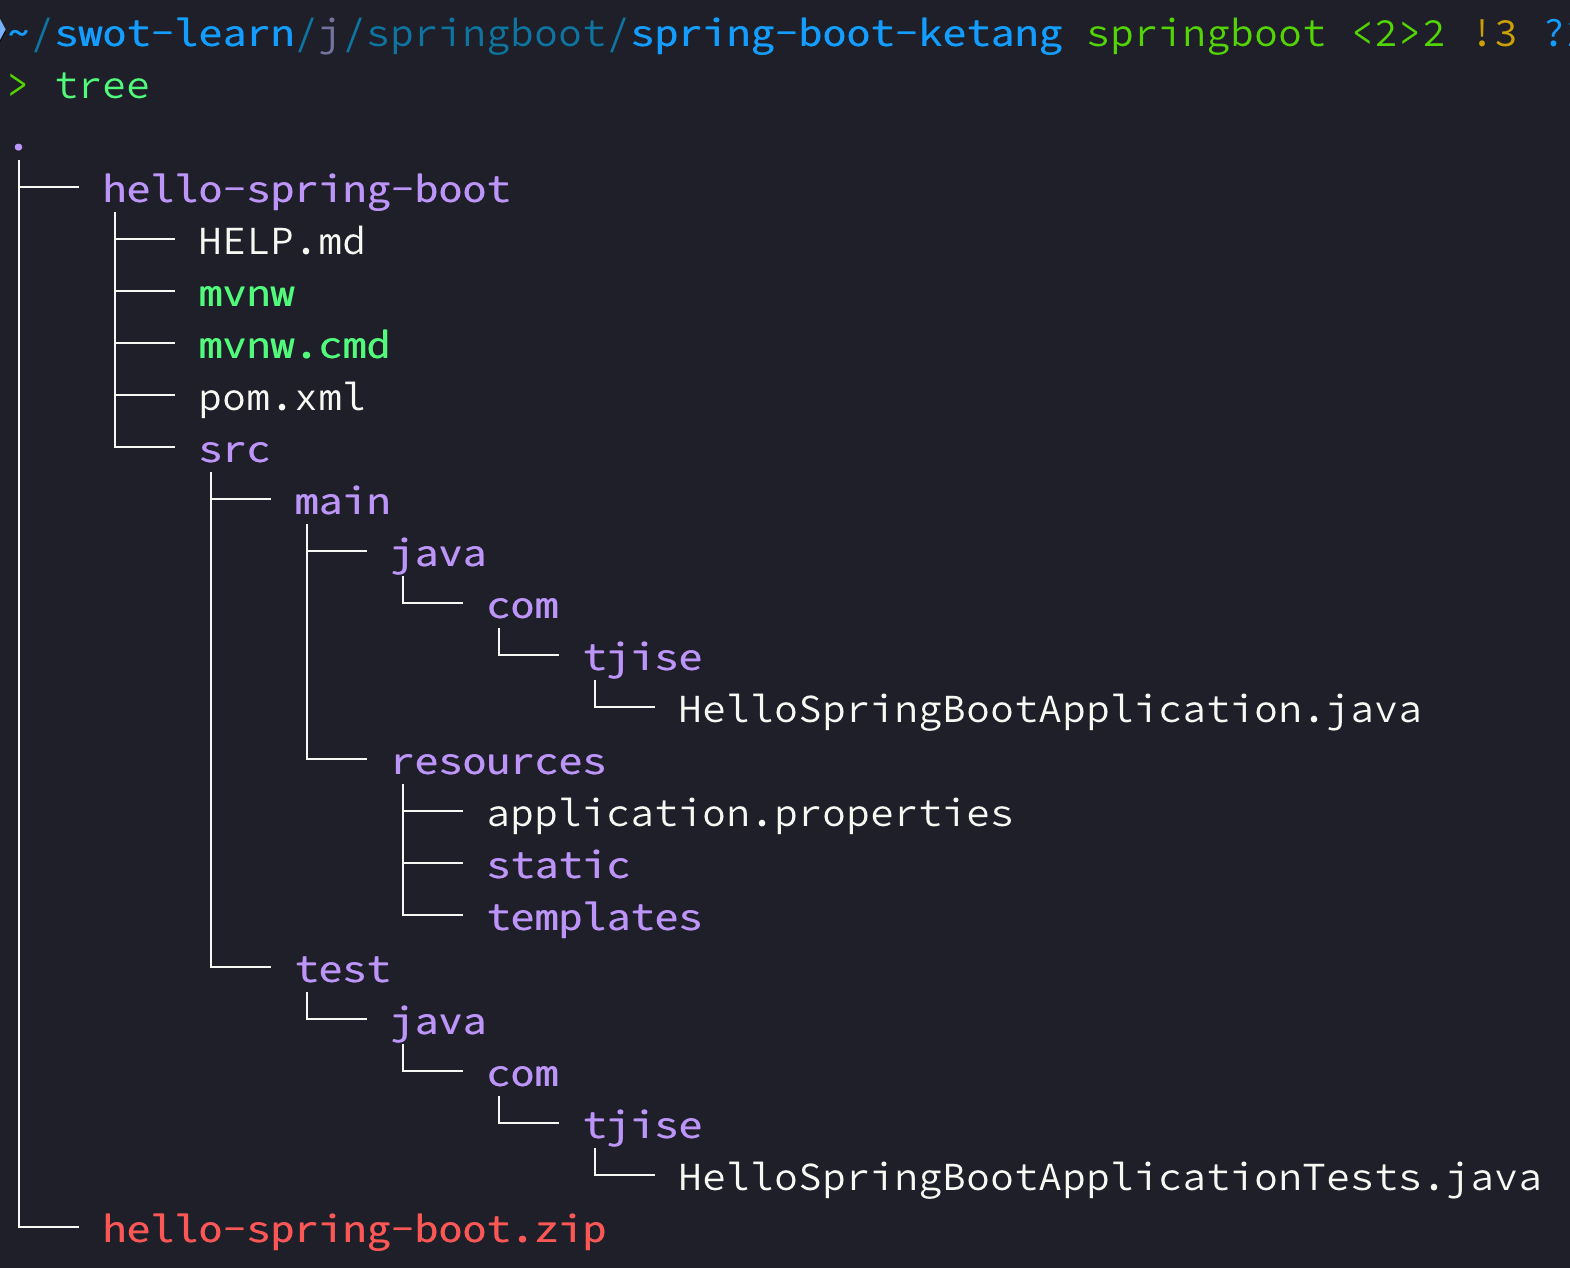 ~/swot-learn/j/springboot/spring-boot-ketang springboot <2>2 !3 ?
> tree
.
├── hello-spring-boot
│   ├── HELP.md
│   ├── mvnw
│   ├── mvnw.cmd
│   ├── pom.xml
│   └── src
│       ├── main
│       │   ├── java
│       │   │   └── com
│       │   │       └── tjise
│       │   │           └── HelloSpringBootApplication.java
│       │   └── resources
│       │       ├── application.properties
│       │       ├── static
│       │       └── templates
│       └── test
│           └── java
│               └── com
│                   └── tjise
│                       └── HelloSpringBootApplicationTests.java
└── hello-spring-boot.zip